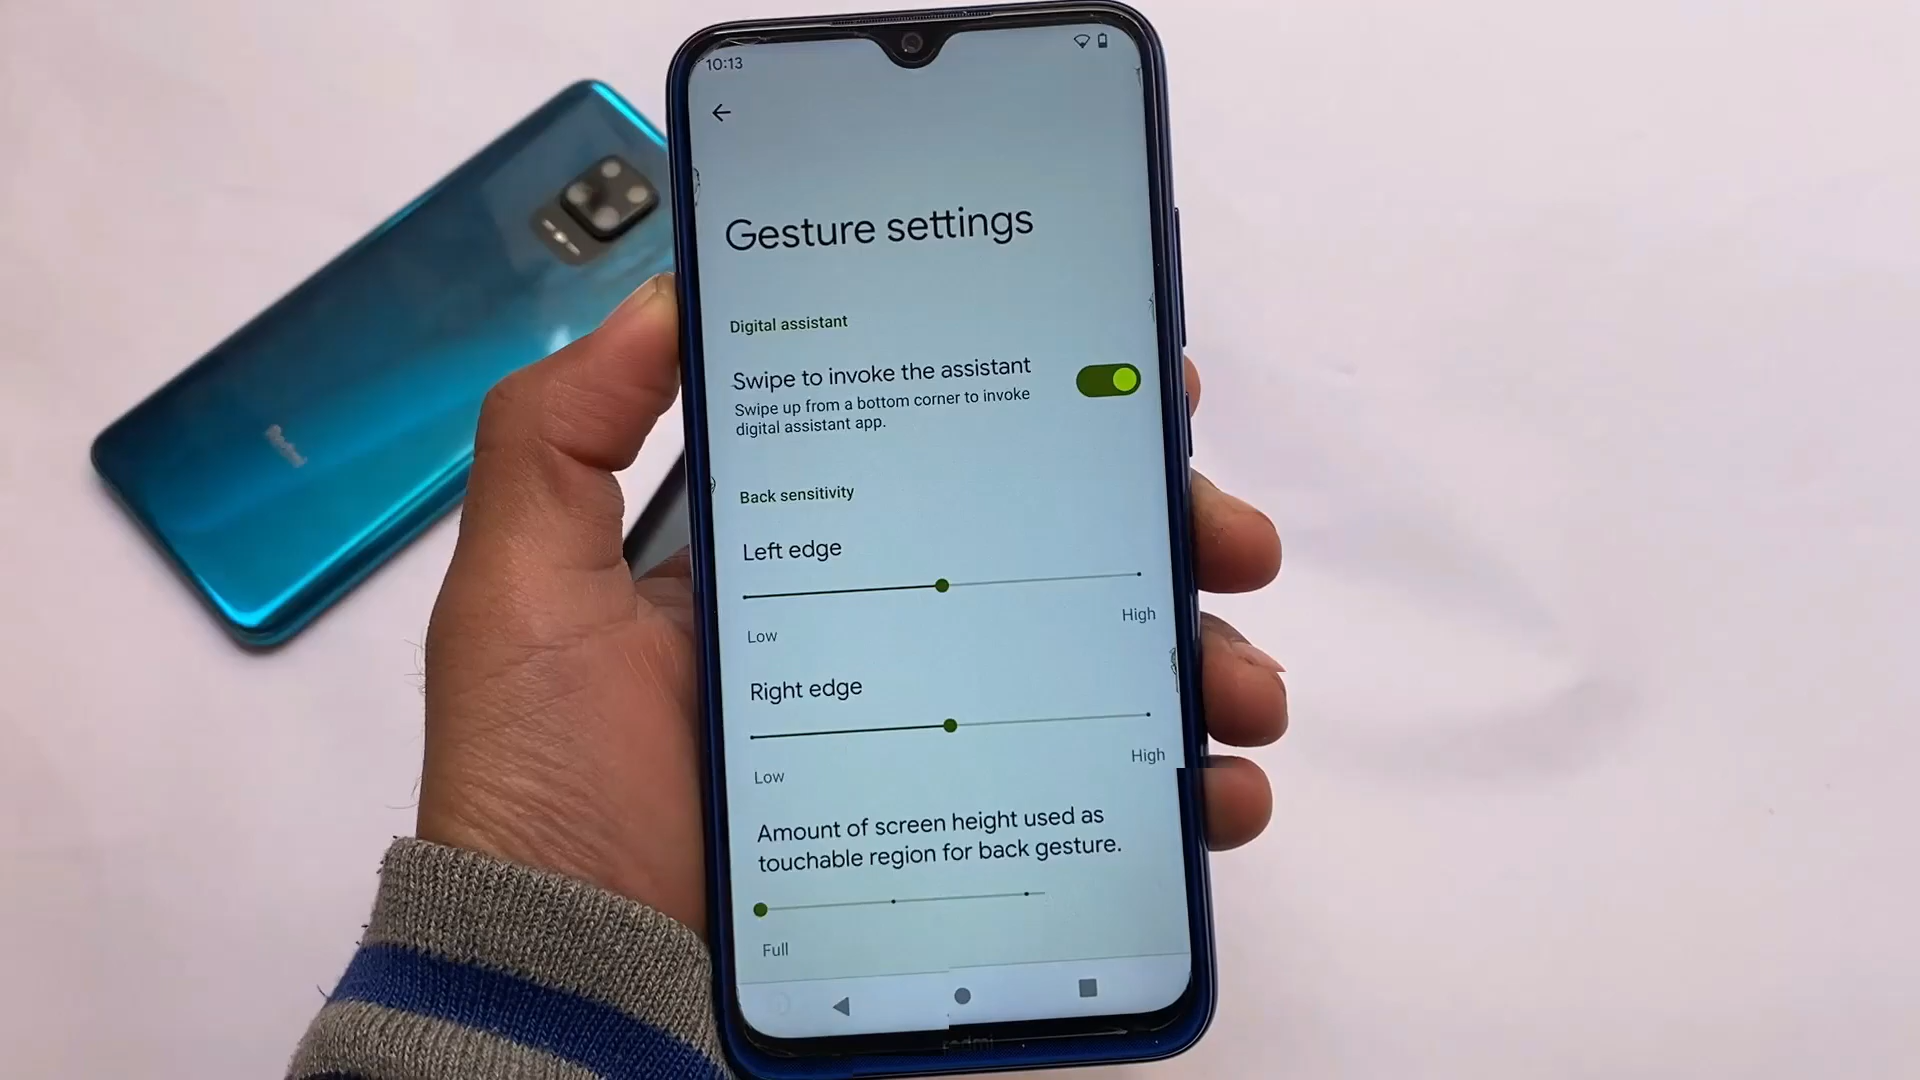 10:13
Gesture settings
Digital assistant
Swipe to invoke the assistant
Swipe up from a bottom corner to invoke
digital assistant app.
Back sensitivity
Left edge
Low
High
Right edge
Low
High
Amount of screen height used as
touchable region for back gesture.
Full
redmi